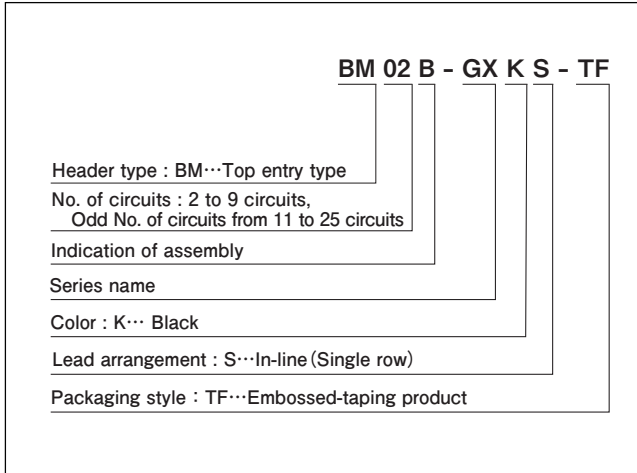 BM 02 B - GX K S - TF
Header type : BM…Top entry type
No. of circuits : 2 to 9 circuits,
Odd No. of circuits from 11 to 25 circuits
Indication of assembly
Series name
Color : K… Black
Lead arrangement : S…In-line (Single row)
Packaging style : TF…Embossed-taping product